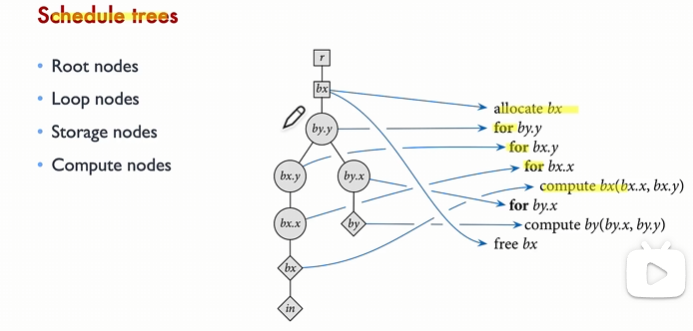 Schedule trees
• Root nodes
• Loop nodes
• Storage nodes
• Compute nodes
r
bx
by.y
bx.y
by.x
bx.x
by
bx
in
allocate bx
for by.y
for bx.y
for bx.x
compute bx(bx.x, bx.y)
for by.x
compute by(by.x, by.y)
free bx